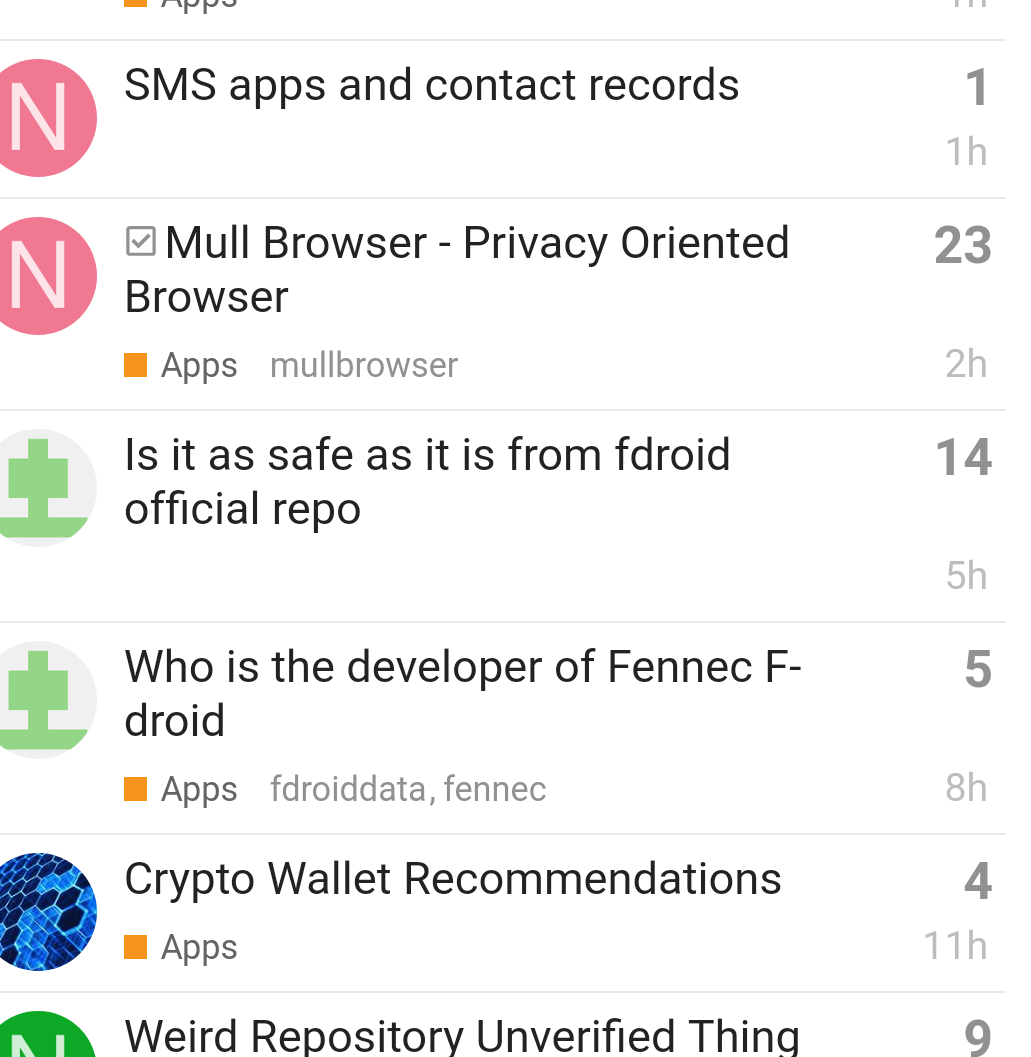 Apps 1h
N SMS apps and contact records 1
1h
N Mull Browser - Privacy Oriented 23
Browser
Apps mullbrowser 2h
Is it as safe as it is from fdroid 14
official repo
5h
Who is the developer of Fennec F- 5
droid
Apps fdroiddata, fennec 8h
Crypto Wallet Recommendations 4
Apps 11h
N Weird Repository Unverified Thing 9